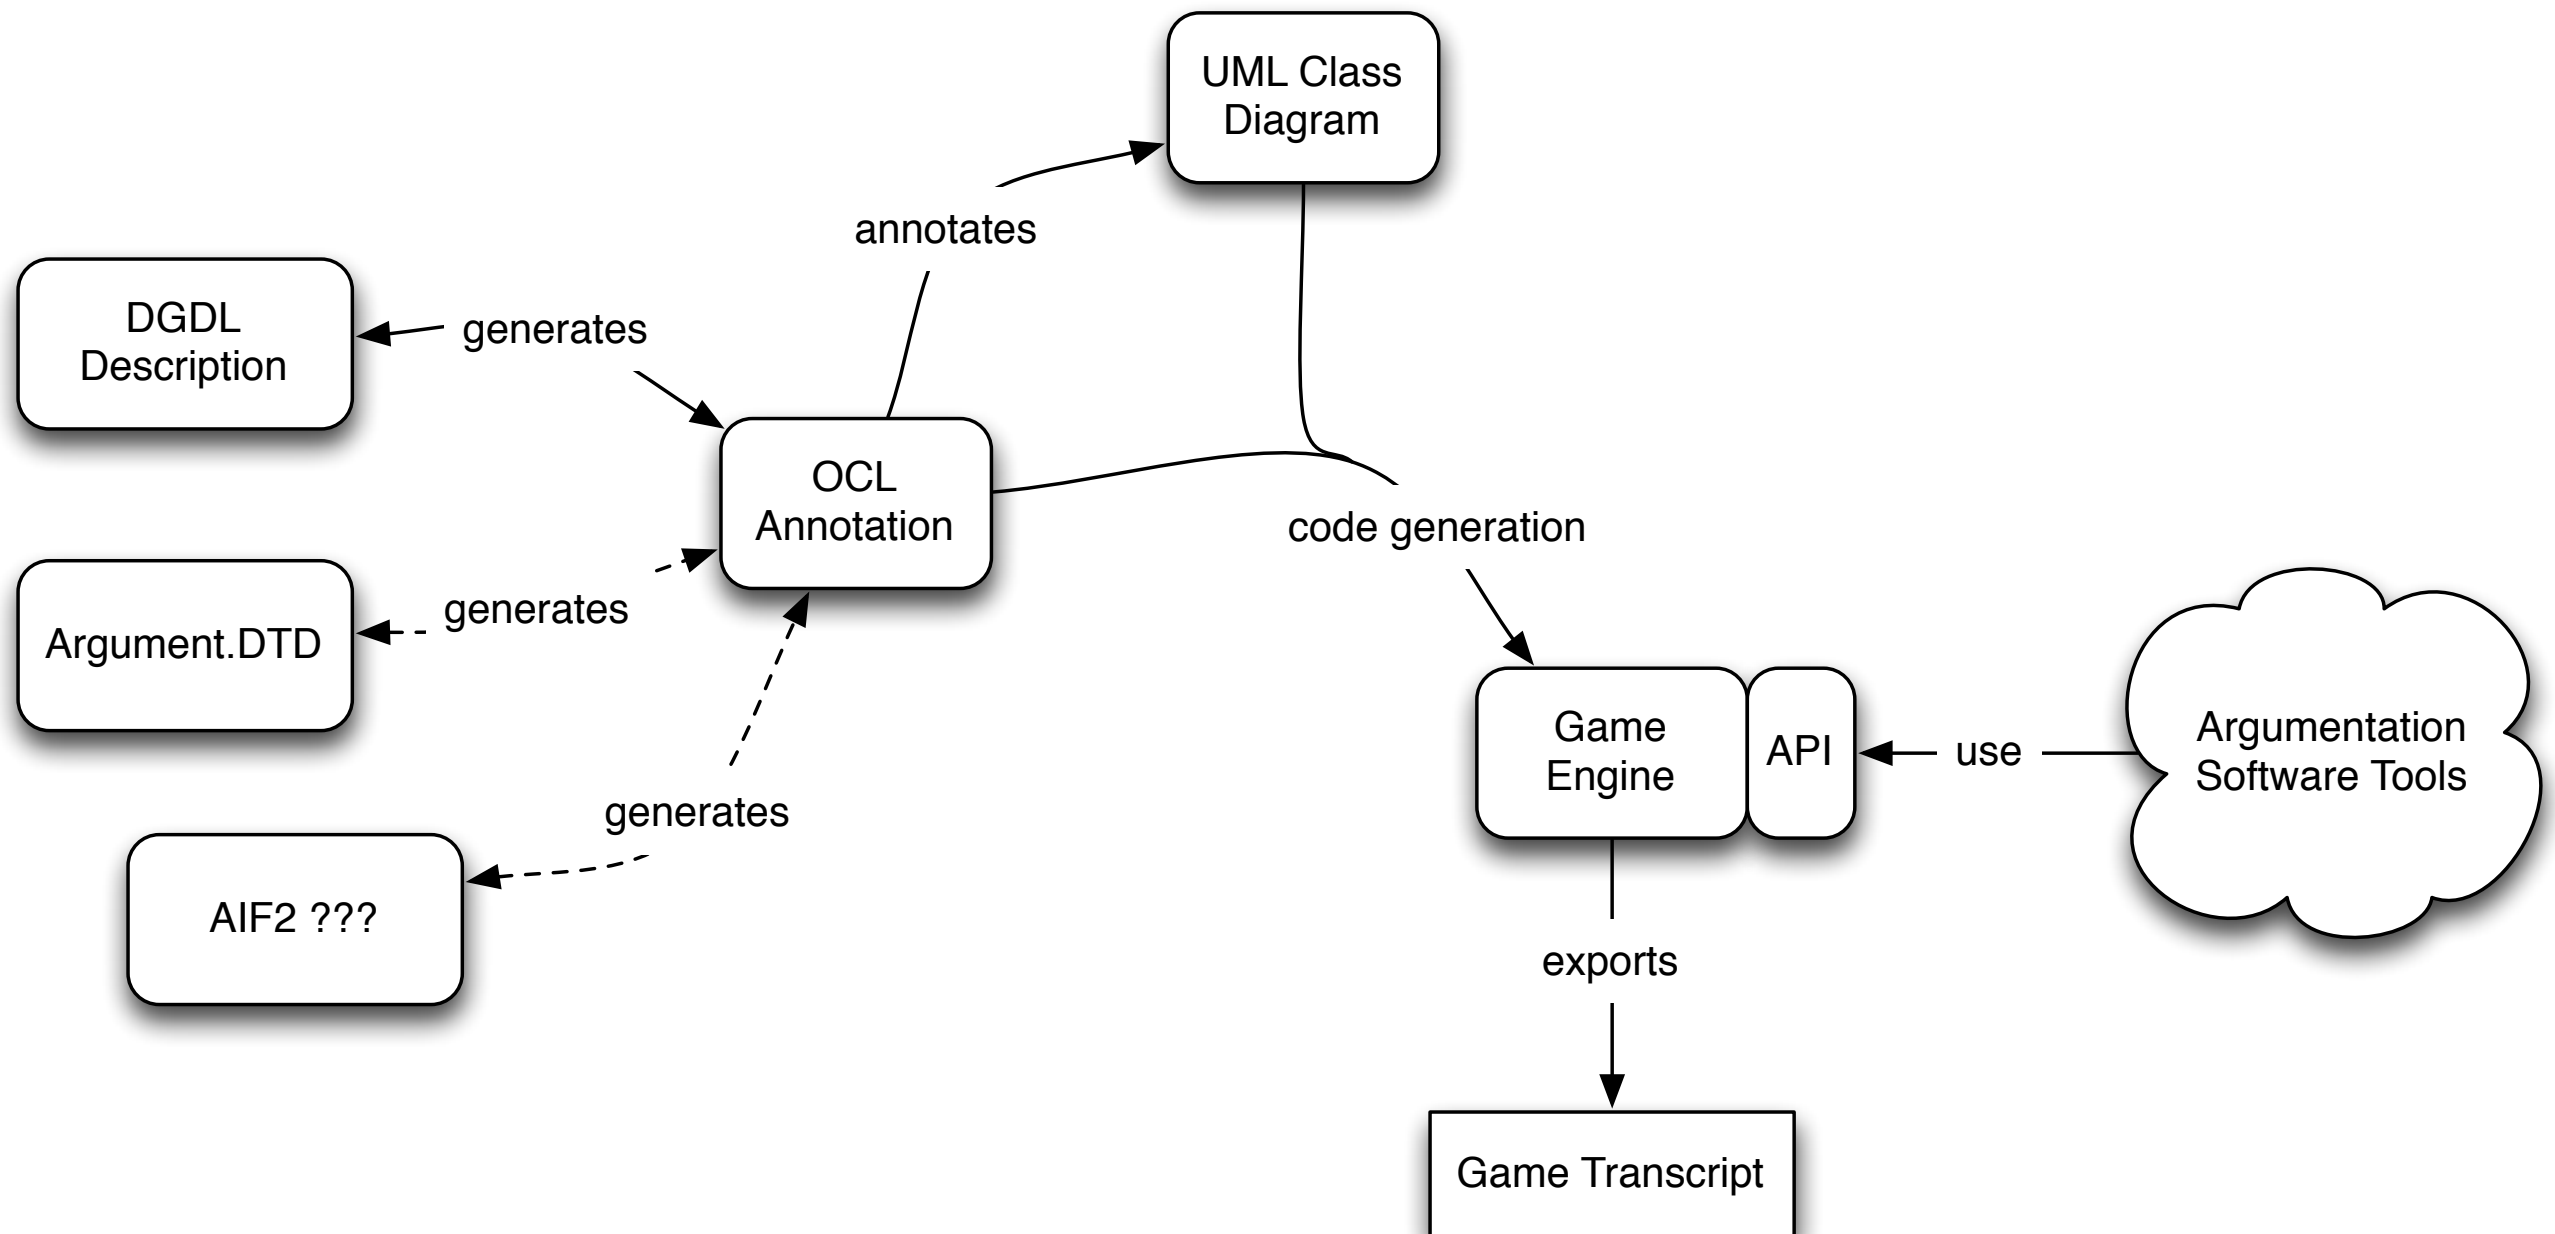 UML Class
Diagram
annotates
DGDL
Description
generates
OCL
Annotation
code generation
Argument.DTD
generates
Game
Engine
API
use
Argumentation
Software Tools
generates
AIF2 ???
exports
Game Transcript